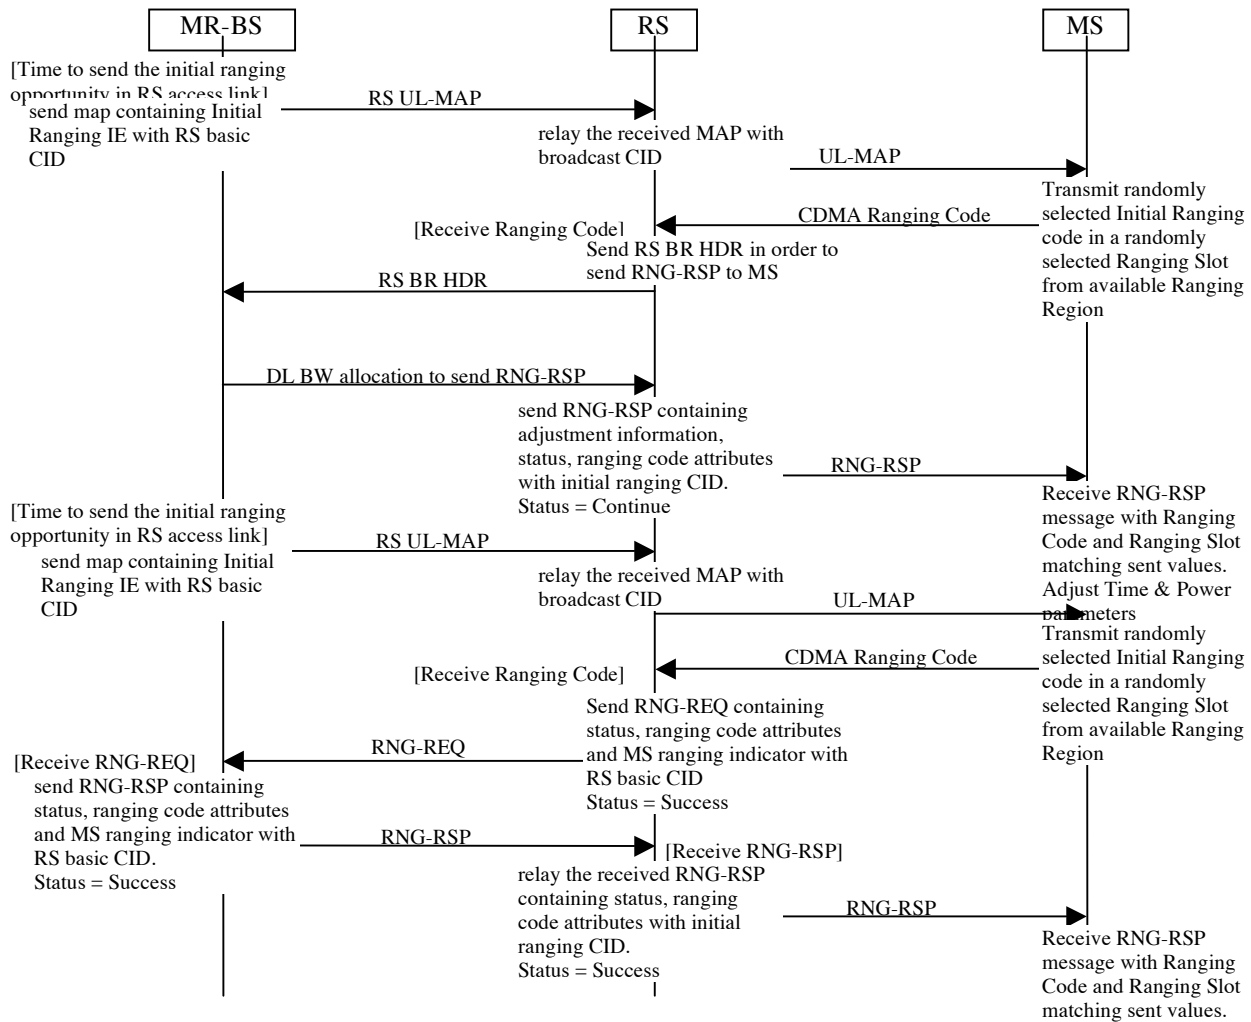 MR-BS
RS
MS
[Time to send the initial ranging
opportunity in RS access link]
send map containing Initial
Ranging IE with RS basic
CID
RS UL-MAP
relay the received MAP with
broadcast CID
UL-MAP
Transmit randomly
selected Initial Ranging
code in a randomly
selected Ranging Slot
from available Ranging
Region
CDMA Ranging Code
[Receive Ranging Code]
Send RS BR HDR in order to
send RNG-RSP to MS
RS BR HDR
DL BW allocation to send RNG-RSP
send RNG-RSP containing
adjustment information,
status, ranging code attributes
with initial ranging CID.
Status = Continue
RNG-RSP
Receive RNG-RSP
message with Ranging
Code and Ranging Slot
matching sent values.
Adjust Time & Power
parameters
[Time to send the initial ranging
opportunity in RS access link]
send map containing Initial
Ranging IE with RS basic
CID
RS UL-MAP
relay the received MAP with
broadcast CID
UL-MAP
Transmit randomly
selected Initial Ranging
code in a randomly
selected Ranging Slot
from available Ranging
Region
CDMA Ranging Code
[Receive Ranging Code]
Send RNG-REQ containing
status, ranging code attributes
and MS ranging indicator with
RS basic CID
Status = Success
RNG-REQ
[Receive RNG-REQ]
send RNG-RSP containing
status, ranging code attributes
and MS ranging indicator with
RS basic CID.
Status = Success
RNG-RSP
[Receive RNG-RSP]
relay the received RNG-RSP
containing status, ranging
code attributes with initial
ranging CID.
Status = Success
RNG-RSP
Receive RNG-RSP
message with Ranging
Code and Ranging Slot
matching sent values.